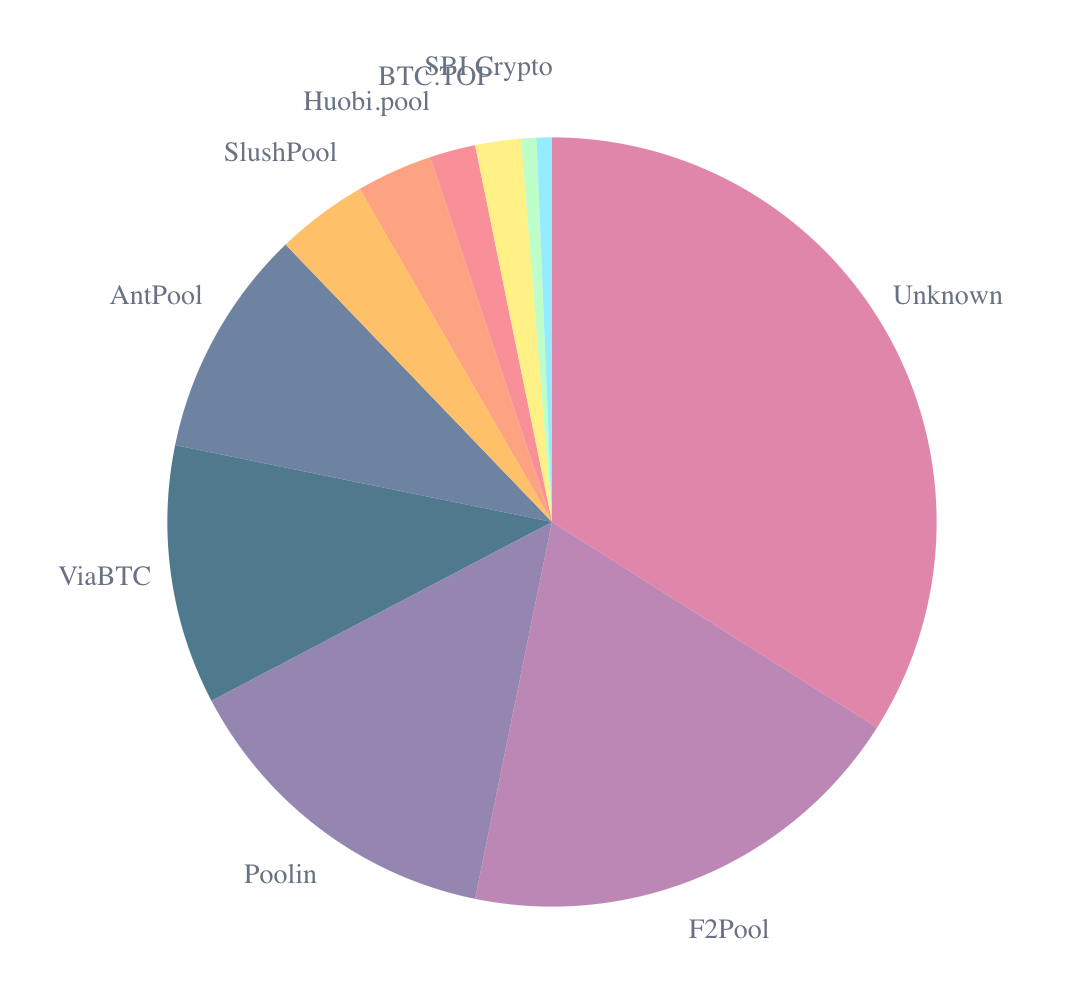 SBI Crypto
BTC.TOP
Huobi.pool
SlushPool
AntPool
Unknown
ViaBTC
Poolin
F2Pool